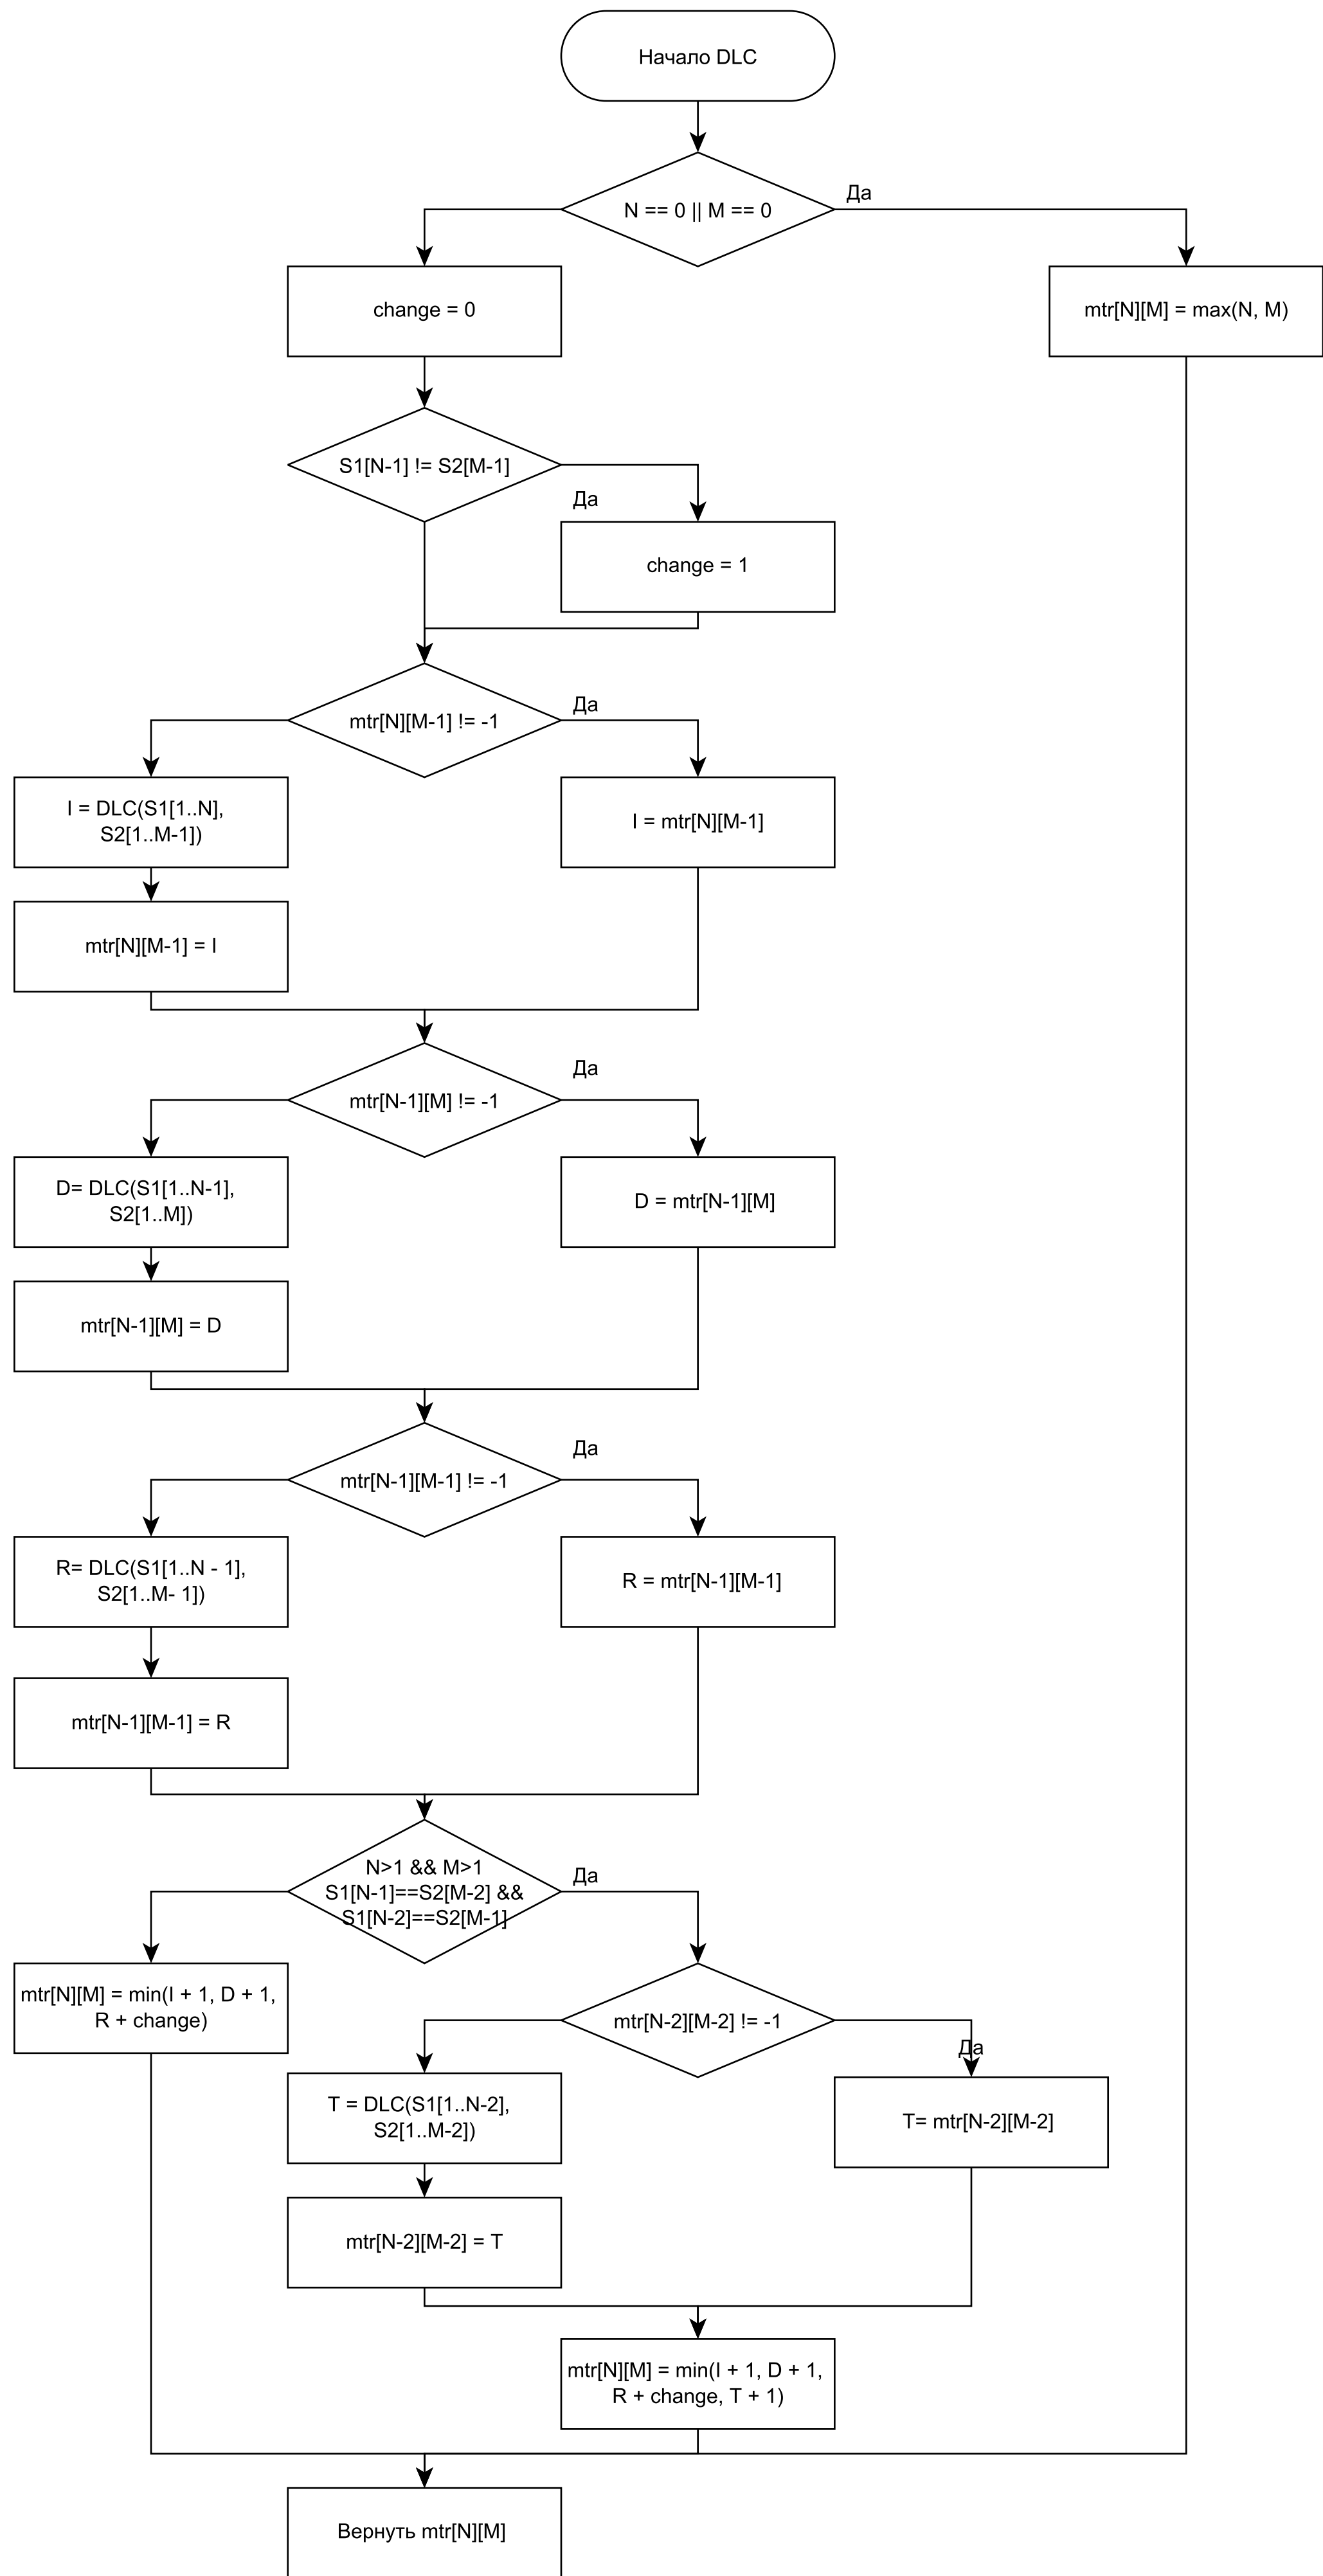 Начало DLC
N == 0 || M == 0
Да
change = 0
mtr[N][M] = max(N, M)
S1[N-1] != S2[M-1]
Да
change = 1
mtr[N][M-1] != -1
Да
I = DLC(S1[1..N],
S2[1..M-1])
I = mtr[N][M-1]
mtr[N][M-1] = I
mtr[N-1][M] != -1
Да
D= DLC(S1[1..N-1],
S2[1..M])
D = mtr[N-1][M]
mtr[N-1][M] = D
mtr[N-1][M-1] != -1
Да
R= DLC(S1[1..N - 1],
S2[1..M- 1])
R = mtr[N-1][M-1]
mtr[N-1][M-1] = R
N>1 && M>1
S1[N-1]==S2[M-2] &&
S1[N-2]==S2[M-1]
Да
mtr[N][M] = min(I + 1, D + 1,
R + change)
mtr[N-2][M-2] != -1
Да
T = DLC(S1[1..N-2],
S2[1..M-2])
T= mtr[N-2][M-2]
mtr[N-2][M-2] = T
mtr[N][M] = min(I + 1, D + 1,
R + change, T + 1)
Вернуть mtr[N][M]